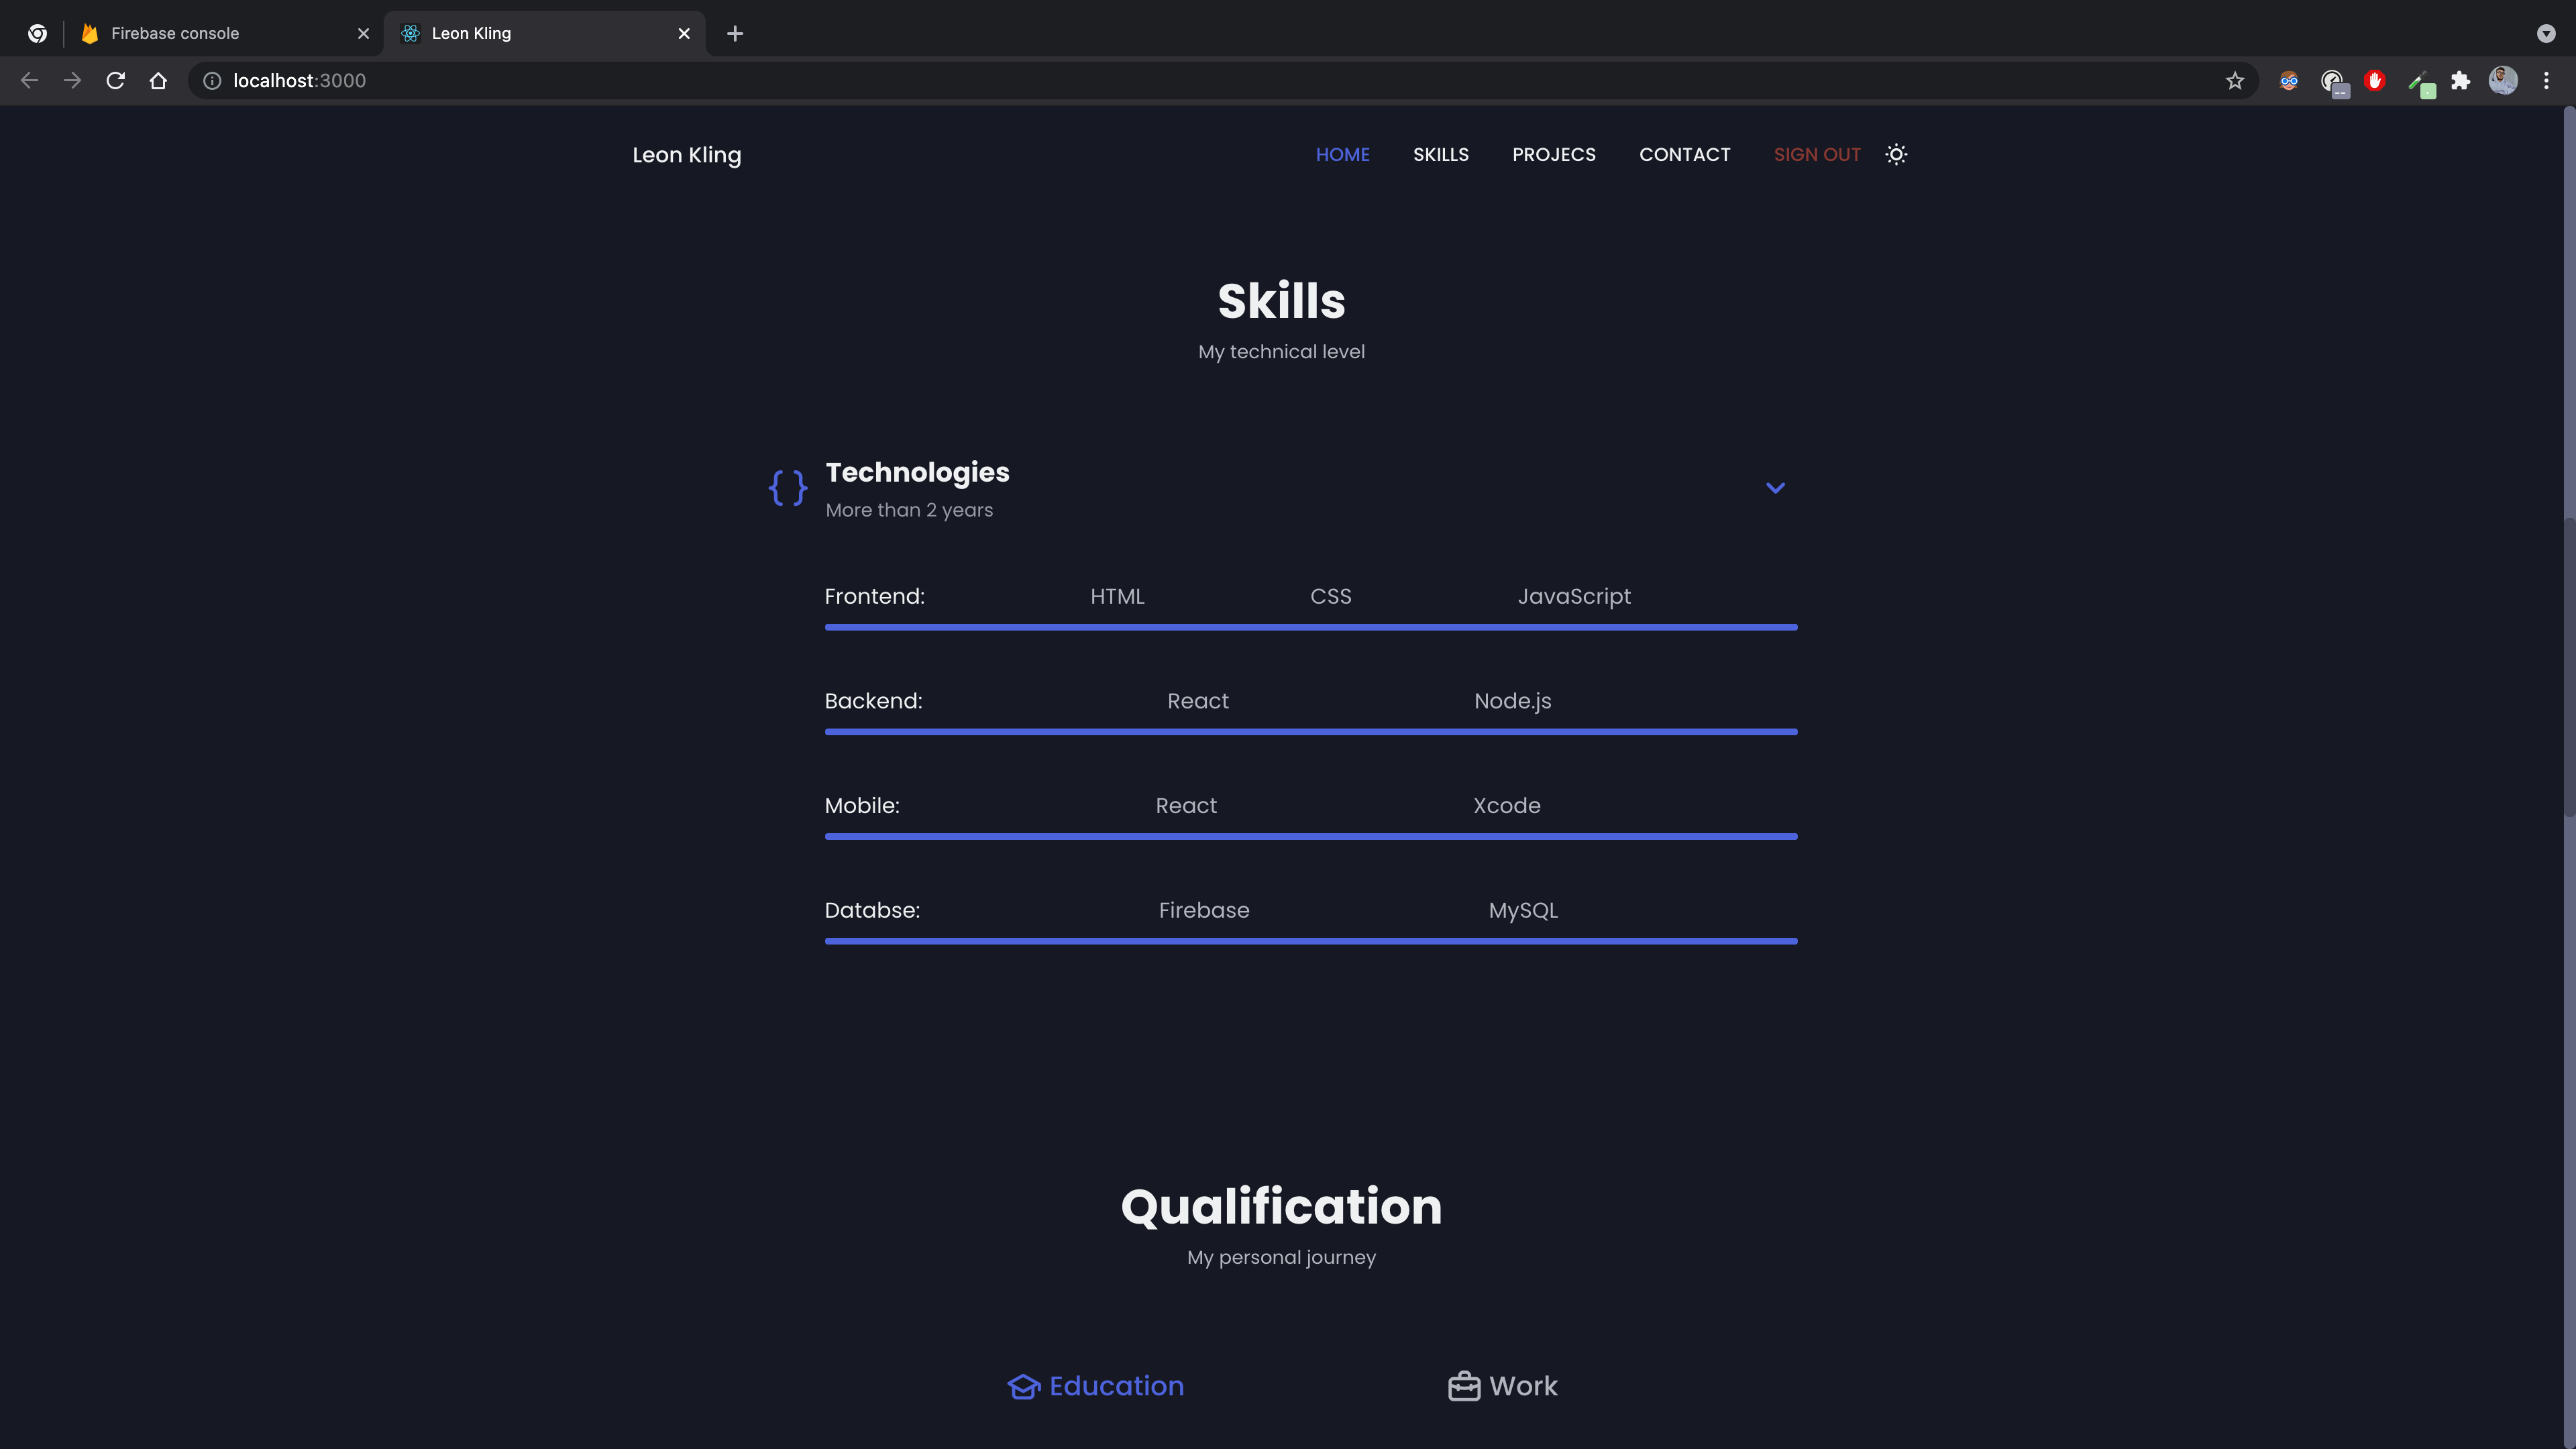 Firebase console
Leon Kling
localhost:3000
Leon Kling
HOME SKILLS PROJECS CONTACT SIGN OUT
Skills
My technical level
{ } Technologies
More than 2 years
Frontend: HTML CSS JavaScript
Backend: React Node.js
Mobile: React Xcode
Databse: Firebase MySQL
Qualification
My personal journey
Education Work